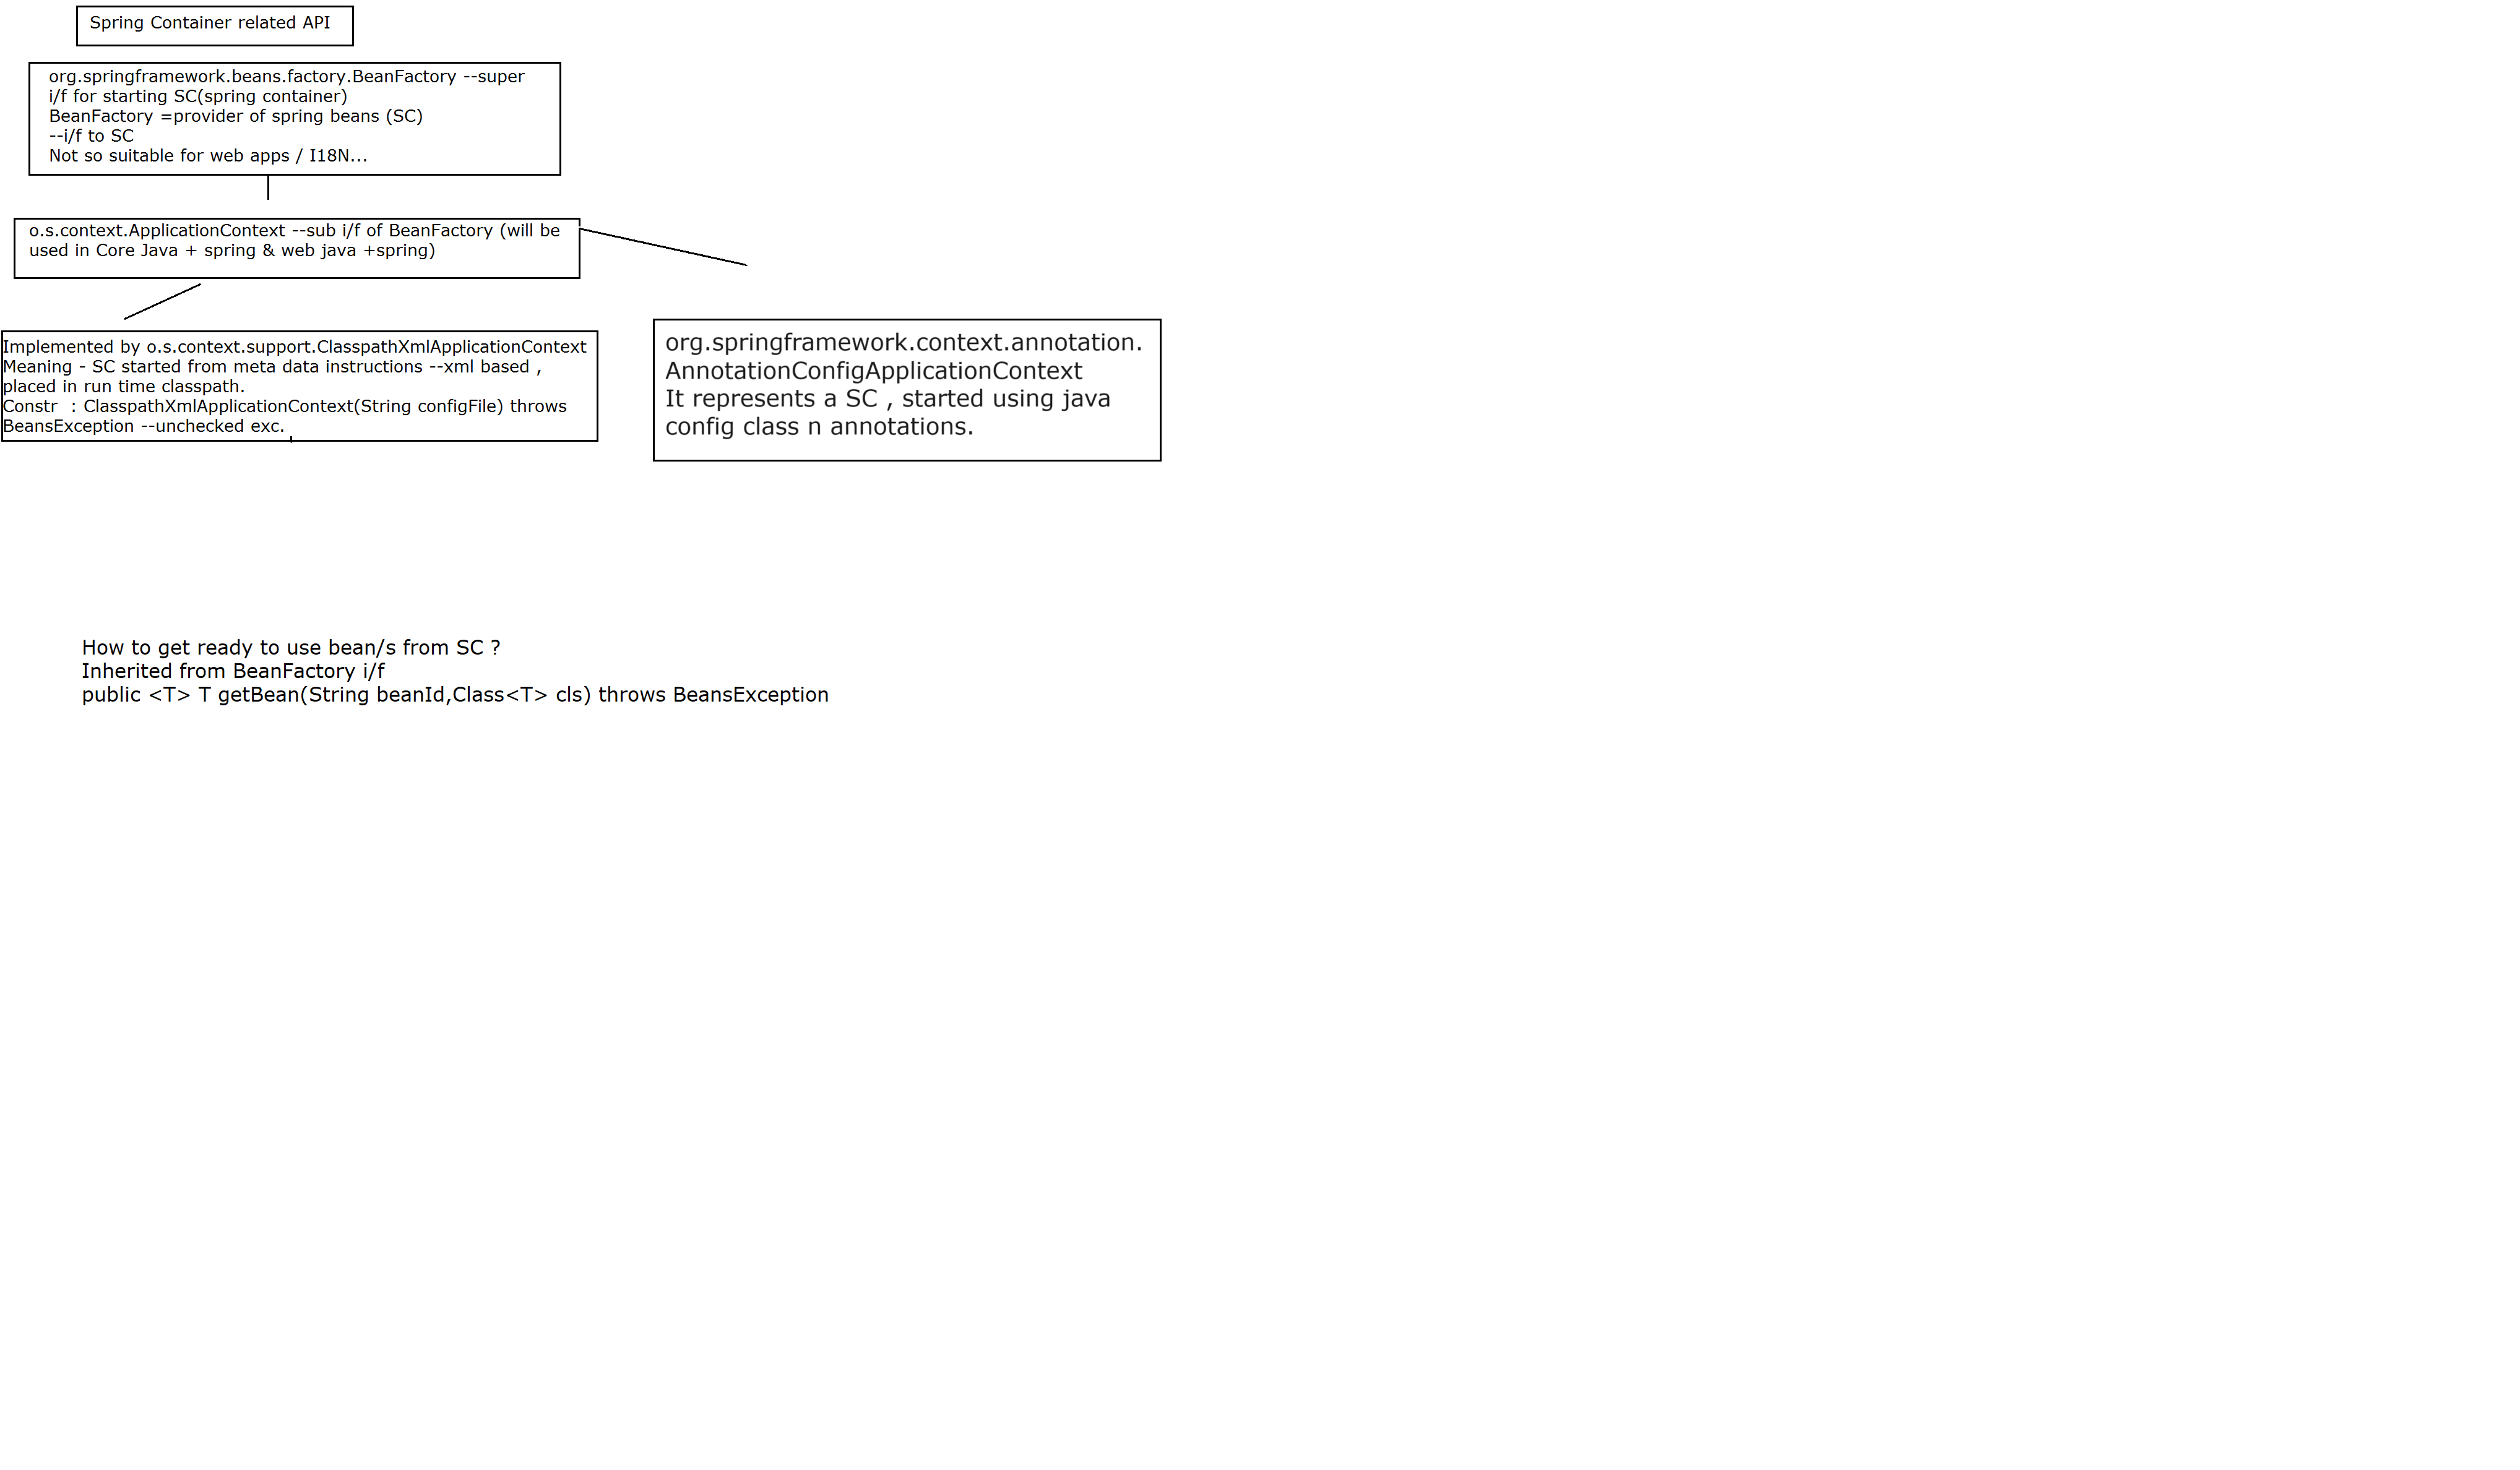 Spring Container related API
org.springframework.beans.factory.BeanFactory --super
i/f for starting SC(spring container)
BeanFactory =provider of spring beans (SC)
--i/f to SC
Not so suitable for web apps / I18N...
o.s.context.ApplicationContext --sub i/f of BeanFactory (will be
used in Core Java + spring & web java +spring)
Implemented by o.s.context.support.ClasspathXmlApplicationContext
Meaning - SC started from meta data instructions --xml based ,
placed in run time classpath.
Constr  : ClasspathXmlApplicationContext(String configFile) throws
BeansException --unchecked exc.
org.springframework.context.annotation.
AnnotationConfigApplicationContext
It represents a SC , started using java
config class n annotations.
How to get ready to use bean/s from SC ?
Inherited from BeanFactory i/f
public <T> T getBean(String beanId,Class<T> cls) throws BeansException